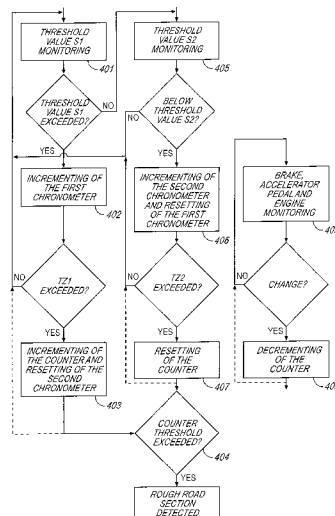 THRESHOLD
VALUE S1
MONITORING
401
THRESHOLD
VALUE S1
EXCEEDED?
NO
YES
INCREMENTING OF
THE FIRST
CHRONOMETER
402
TZ1
EXCEEDED?
NO
YES
INCREMENTING OF
THE COUNTER AND
RESETTING OF THE
SECOND
CHRONOMETER
403
THRESHOLD
VALUE S2
MONITORING
405
BELOW
THRESHOLD
VALUE S2?
NO
YES
INCREMENTING OF
THE SECOND
CHRONOMETER
AND RESETTING
OF THE FIRST
CHRONOMETER
406
TZ2
EXCEEDED?
NO
YES
RESETTING
OF THE
COUNTER
407
COUNTER
THRESHOLD
EXCEEDED?
404
YES
ROUGH ROAD
SECTION
DETECTED
BRAKE,
ACCELERATOR
PEDAL AND
ENGINE
MONITORING
CHANGE?
NO
YES
DECREMENTING
OF THE
COUNTER